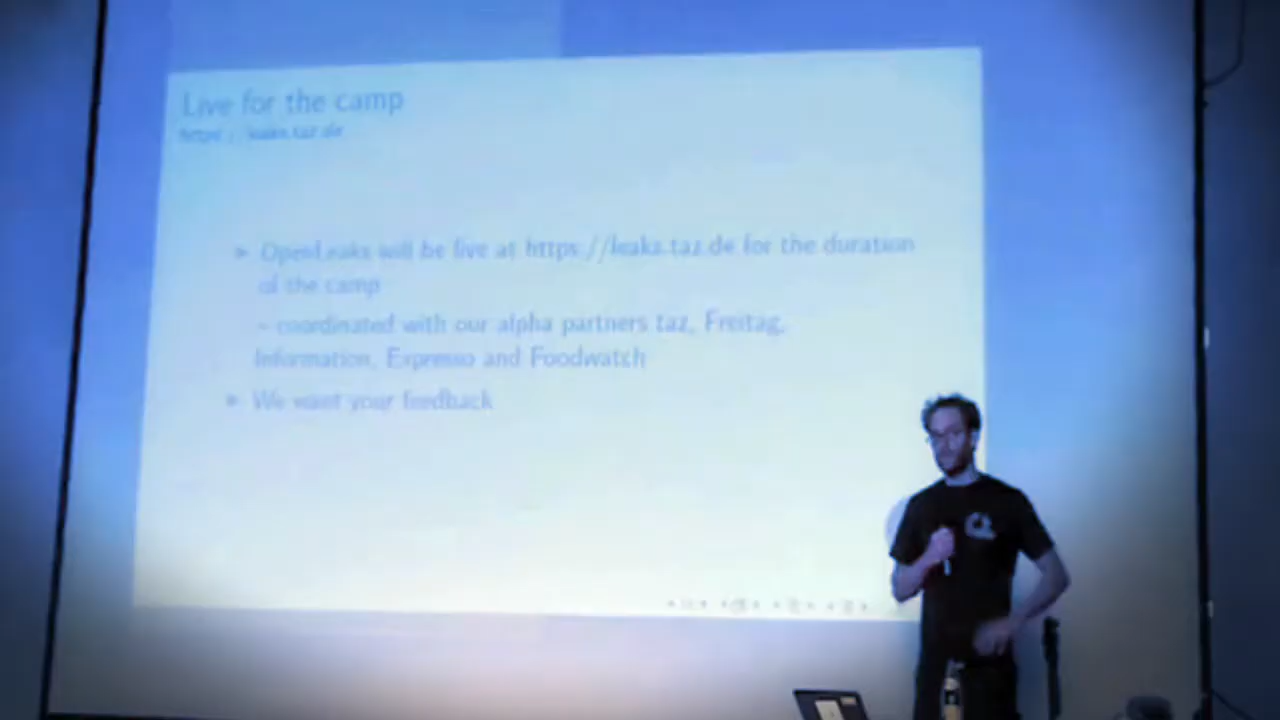 Live for the camp
https://leaks.taz.de
OpenLeaks will be live at https://leaks.taz.de for the duration
of the camp
- coordinated with our alpha partners taz, Freitag,
Information, Expresso and Foodwatch
We want your feedback